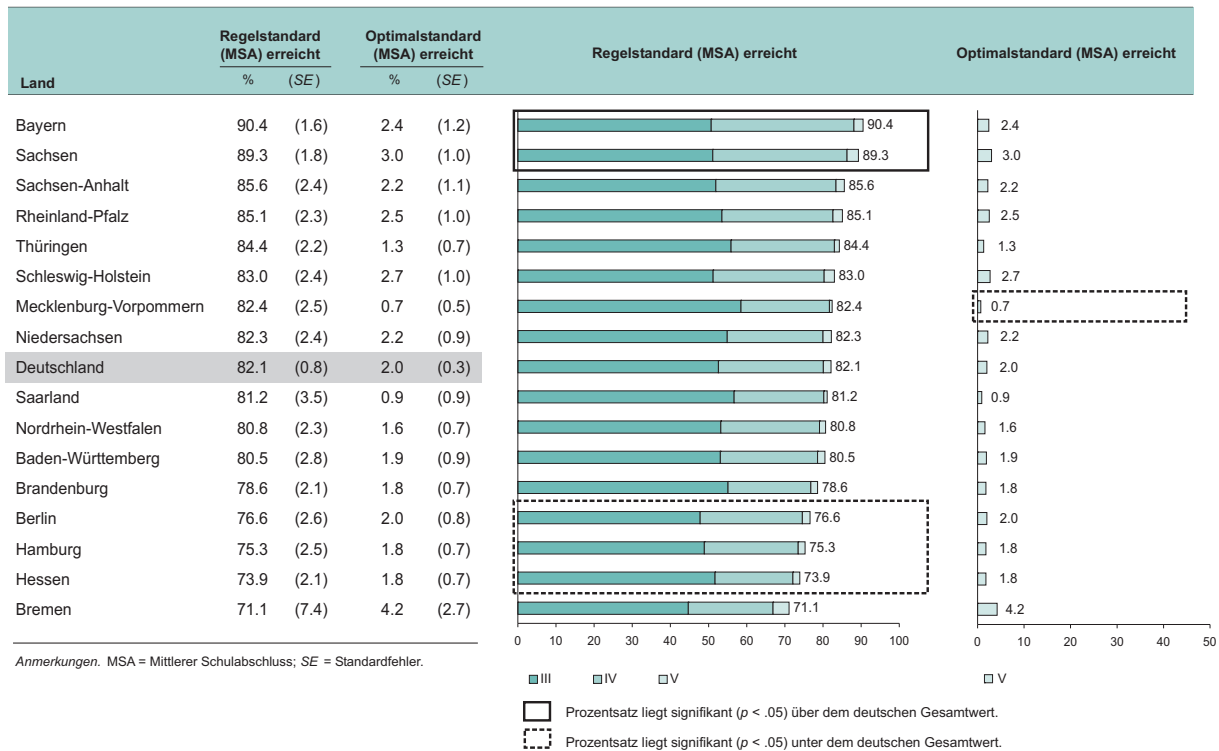 Land
Regelstandard (MSA) erreicht
Optimalstandard (MSA) erreicht
Regelstandard (MSA) erreicht
Optimalstandard (MSA) erreicht
% (SE) % (SE)
Bayern 90.4 (1.6) 2.4 (1.2) 90.4 2.4
Sachsen 89.3 (1.8) 3.0 (1.0) 89.3 3.0
Sachsen-Anhalt 85.6 (2.4) 2.2 (1.1) 85.6 2.2
Rheinland-Pfalz 85.1 (2.3) 2.5 (1.0) 85.1 2.5
Thüringen 84.4 (2.2) 1.3 (0.7) 84.4 1.3
Schleswig-Holstein 83.0 (2.4) 2.7 (1.0) 83.0 2.7
Mecklenburg-Vorpommern 82.4 (2.5) 0.7 (0.5) 82.4 0.7
Niedersachsen 82.3 (2.4) 2.2 (0.9) 82.3 2.2
Deutschland 82.1 (0.8) 2.0 (0.3) 82.1 2.0
Saarland 81.2 (3.5) 0.9 (0.9) 81.2 0.9
Nordrhein-Westfalen 80.8 (2.3) 1.6 (0.7) 80.8 1.6
Baden-Württemberg 80.5 (2.8) 1.9 (0.9) 80.5 1.9
Brandenburg 78.6 (2.1) 1.8 (0.7) 78.6 1.8
Berlin 76.6 (2.6) 2.0 (0.8) 76.6 2.0
Hamburg 75.3 (2.5) 1.8 (0.7) 75.3 1.8
Hessen 73.9 (2.1) 1.8 (0.7) 73.9 1.8
Bremen 71.1 (7.4) 4.2 (2.7) 71.1 4.2
0 10 20 30 40 50 60 70 80 90 100
0 10 20 30 40 50
Anmerkungen. MSA = Mittlerer Schulabschluss; SE = Standardfehler.
III IV V
V
Prozentsatz liegt signifikant (p < .05) über dem deutschen Gesamtwert.
Prozentsatz liegt signifikant (p < .05) unter dem deutschen Gesamtwert.